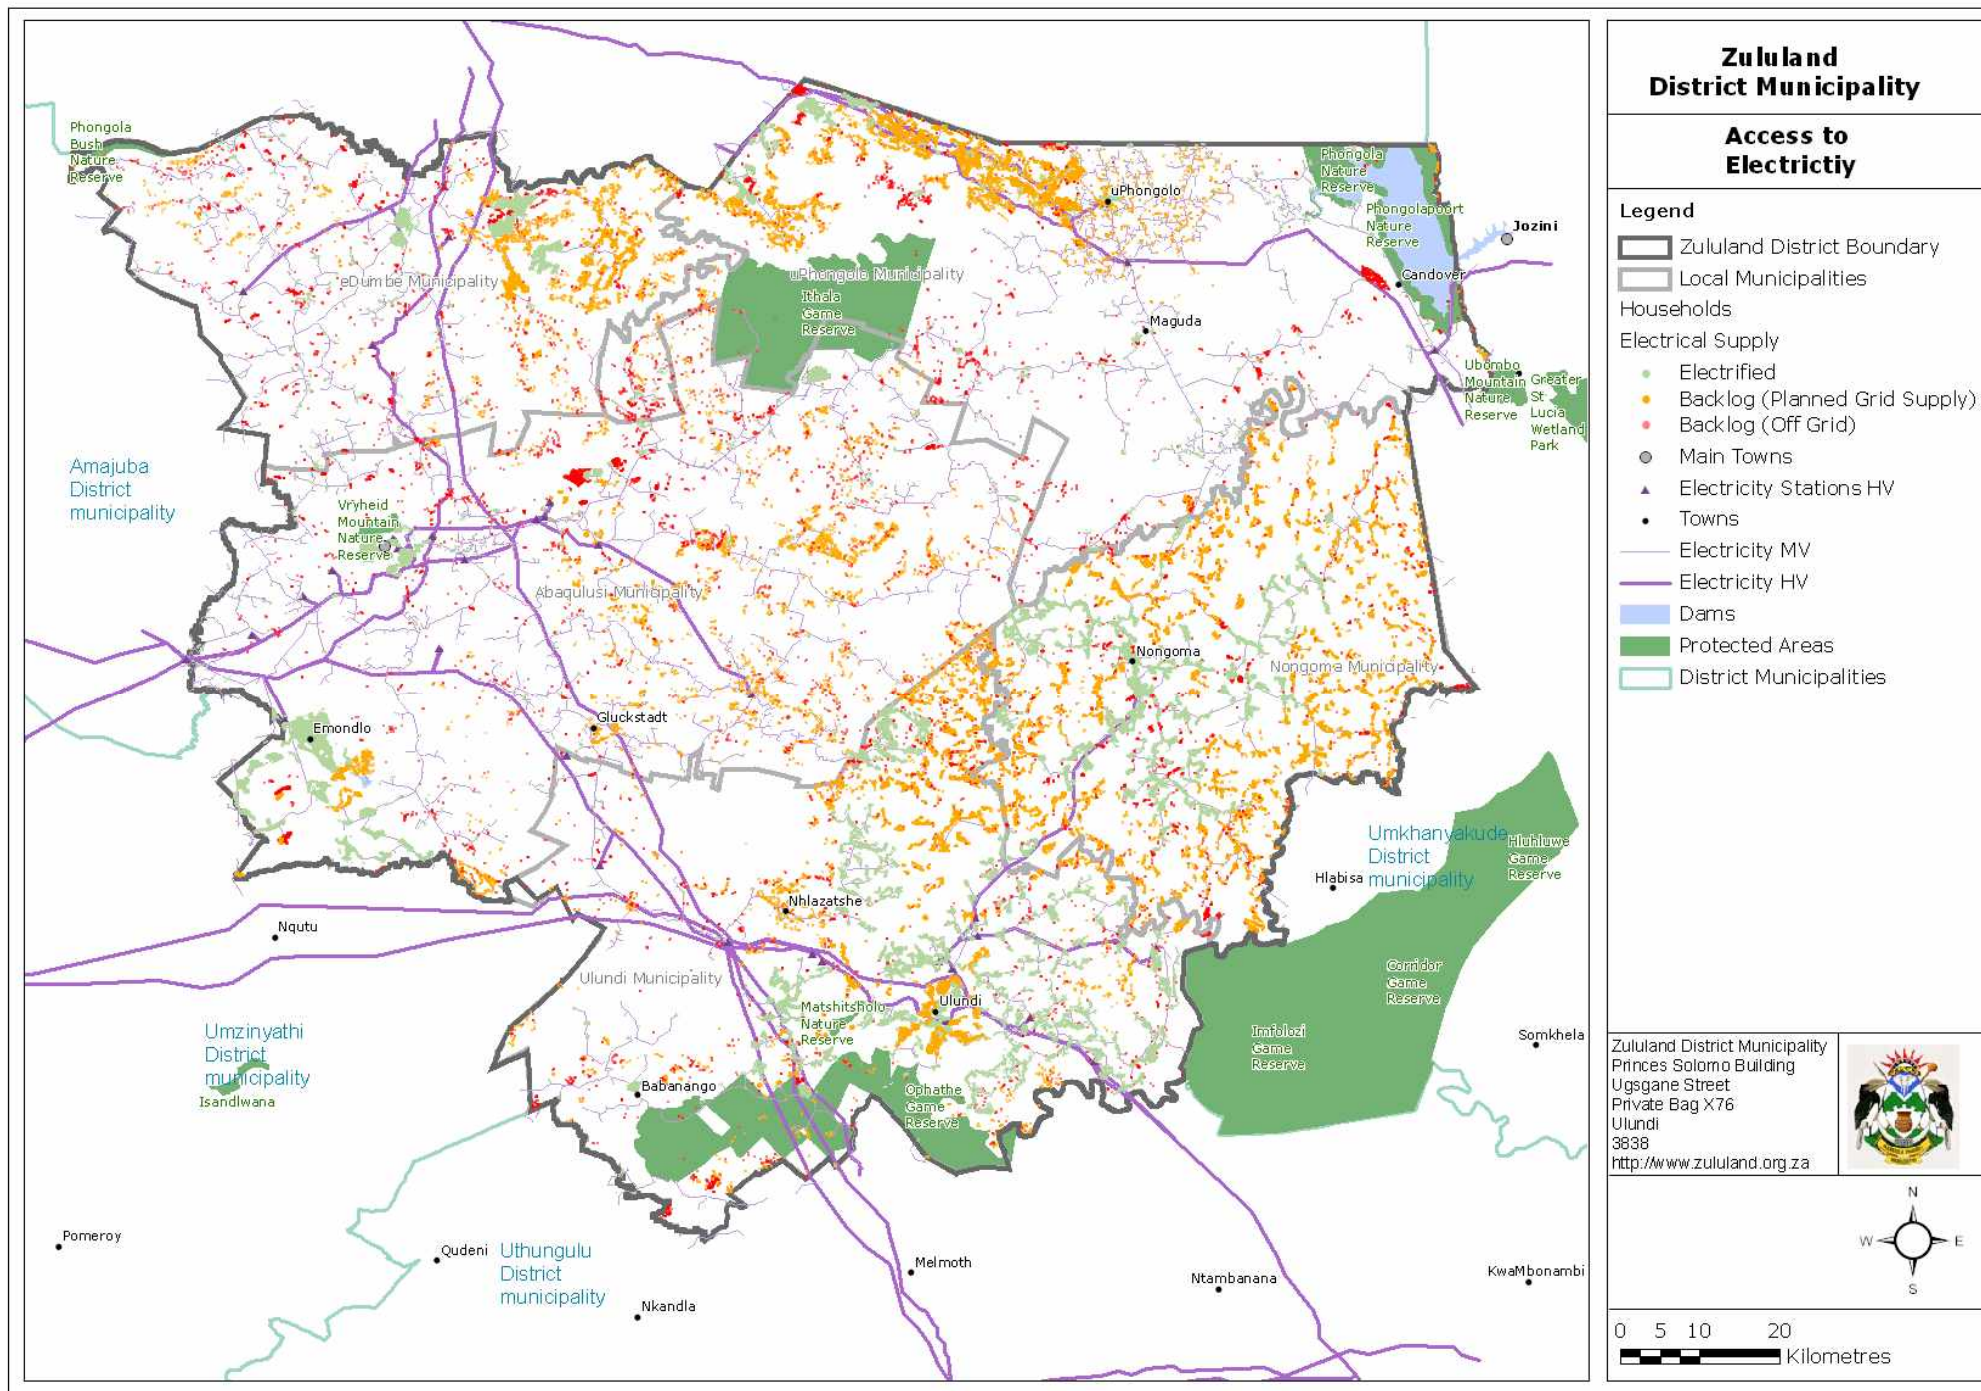 Zululand
District Municipality
Access to
Electrictiy
Legend
Zululand District Boundary
Local Municipalities
Households
Electrical Supply
Electrified
Backlog (Planned Grid Supply)
Backlog (Off Grid)
Main Towns
Electricity Stations HV
Towns
Electricity MV
Electricity HV
Dams
Protected Areas
District Municipalities
Zululand District Municipality
Princes Solomo Building
Ugsgane Street
Private Bag X76
Ulundi
3838
http://www.zululand.org.za
N
W
E
S
0 5 10 20
Kilometres
Phongola
Bush
Nature
Reserve
eDumbe Municipality
uPhongolo Municipality
Ithala
Game
Reserve
uPhongolo
Phongola
Nature
Reserve
Phongolapoort
Nature
Reserve
Jozini
Candover
Maguda
Ubombo
Mountain
Nature
Reserve
Greater
St
Lucia
Wetland
Park
Amajuba
District
municipality
Vryheid
Mountain
Nature
Reserve
Abaqulusi Municipality
Nongoma
Nongoma Municipality
Gluckstadt
Emondlo
Umkhanyakude
District
municipality
Hluhluwe
Game
Reserve
Hlabisa
Nhlazatshe
Nqutu
Ulundi Municipality
Corridor
Game
Reserve
Matshitsholo
Nature
Reserve
Ulundi
Imfolozi
Game
Reserve
Somkhela
Umzinyathi
District
municipality
Isandlwana
Babanango
Ophathe
Game
Reserve
Pomeroy
Qudeni
Uthungulu
District
municipality
Melmoth
Ntambanana
KwaMbonambi
Nkandla